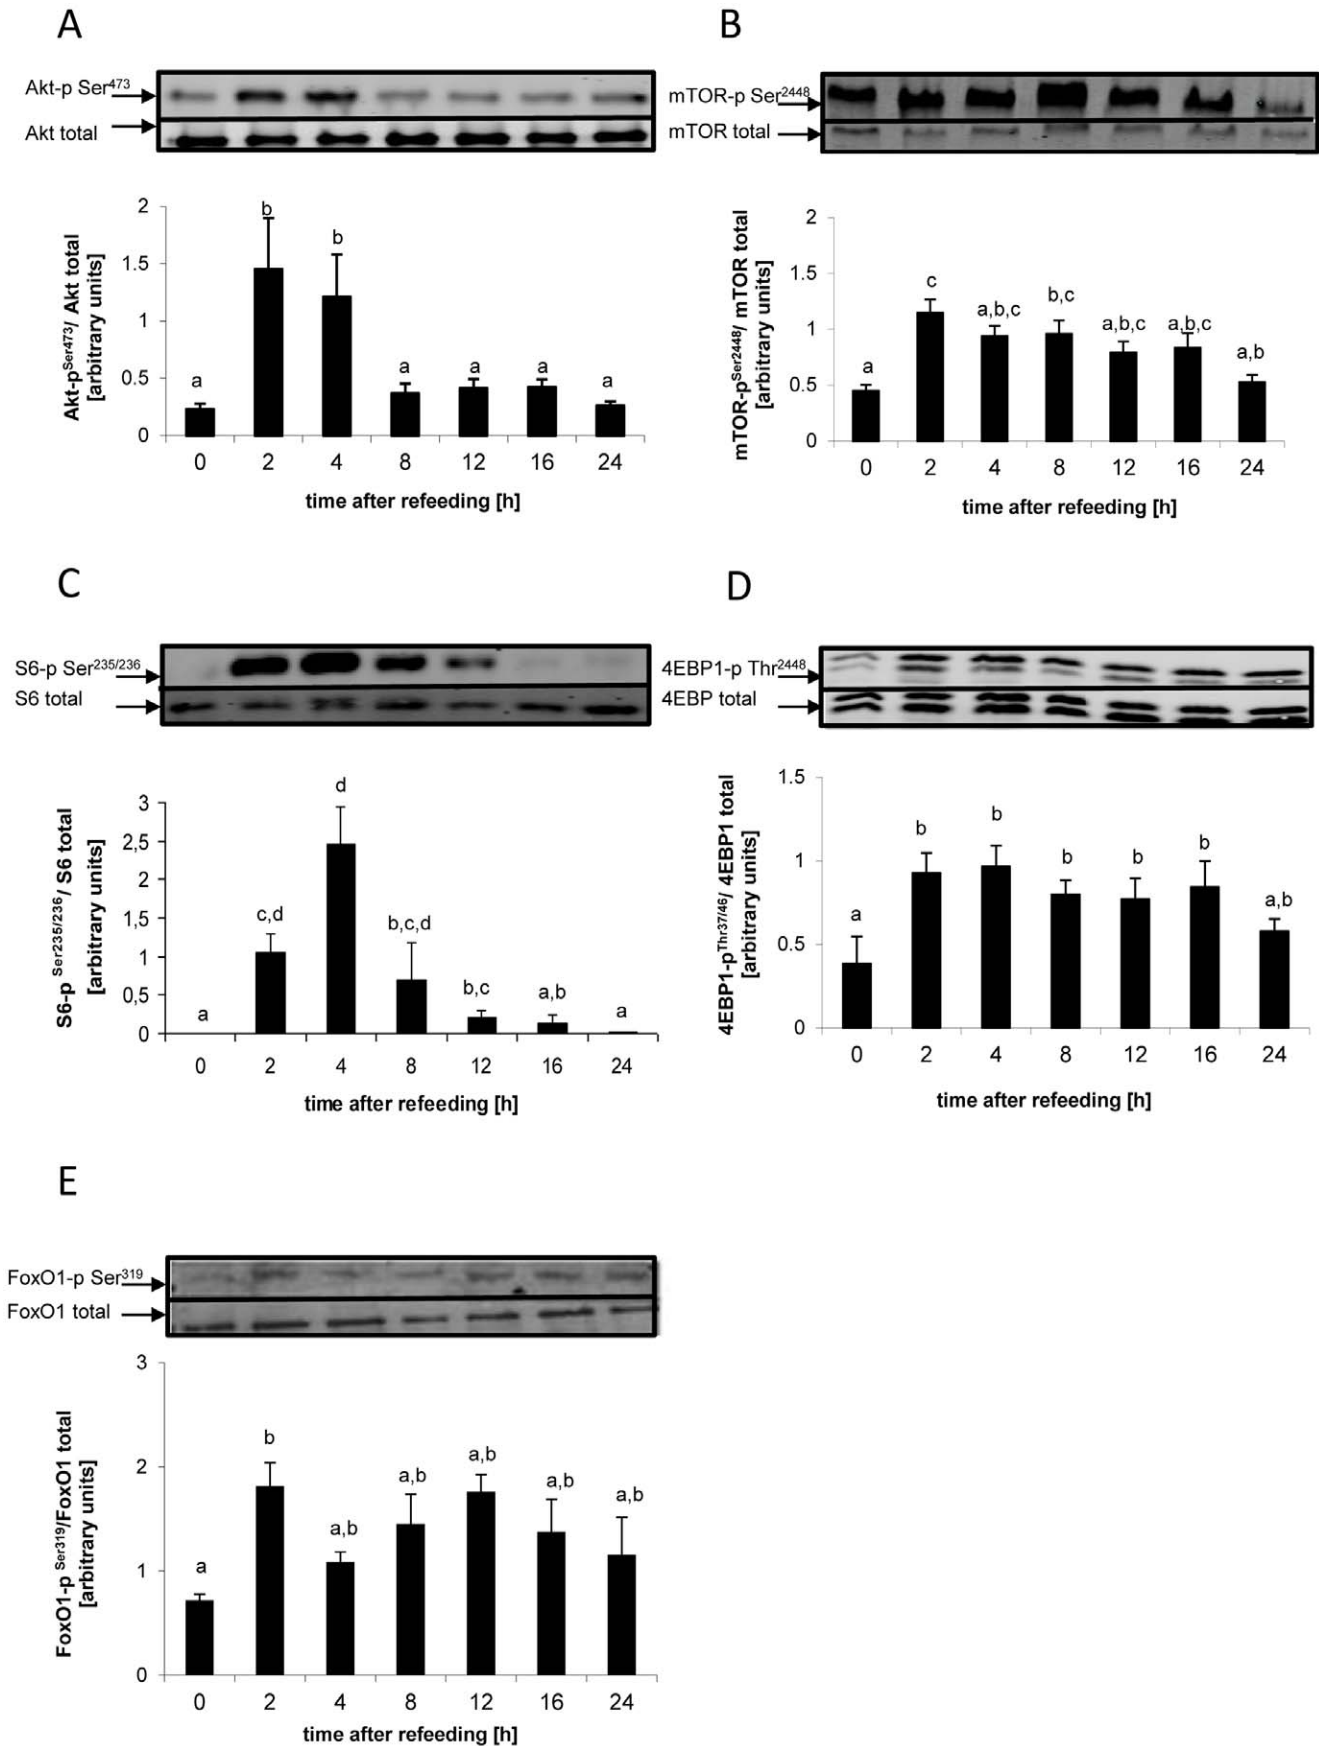 A
Akt-p Ser473
Akt total
2
1.5
1
0.5
0
Akt-pSer473/ Akt total
[arbitrary units]
b
b
a
a
a
a
a
0 2 4 8 12 16 24
time after refeeding [h]
B
mTOR-p Ser2448
mTOR total
2
1.5
1
0.5
0
mTOR-pSer2448/ mTOR total
[arbitrary units]
c
a,b,c
b,c
a,b,c
a,b,c
a,b
a
0 2 4 8 12 16 24
time after refeeding [h]
C
S6-p Ser235/236
S6 total
3
2,5
2
1,5
1
0,5
0
S6-p Ser235/236/ S6 total
[arbitrary units]
a
c,d
d
b,c,d
b,c
a,b
a
0 2 4 8 12 16 24
time after refeeding [h]
D
4EBP1-p Thr2448
4EBP total
1.5
1
0.5
0
4EBP1-pThr37/46/ 4EBP1 total
[arbitrary units]
a
b
b
b
b
b
a,b
0 2 4 8 12 16 24
time after refeeding [h]
E
FoxO1-p Ser319
FoxO1 total
3
2
1
0
FoxO1-p Ser319/FoxO1 total
[arbitrary units]
a
b
a,b
a,b
a,b
a,b
a,b
0 2 4 8 12 16 24
time after refeeding [h]